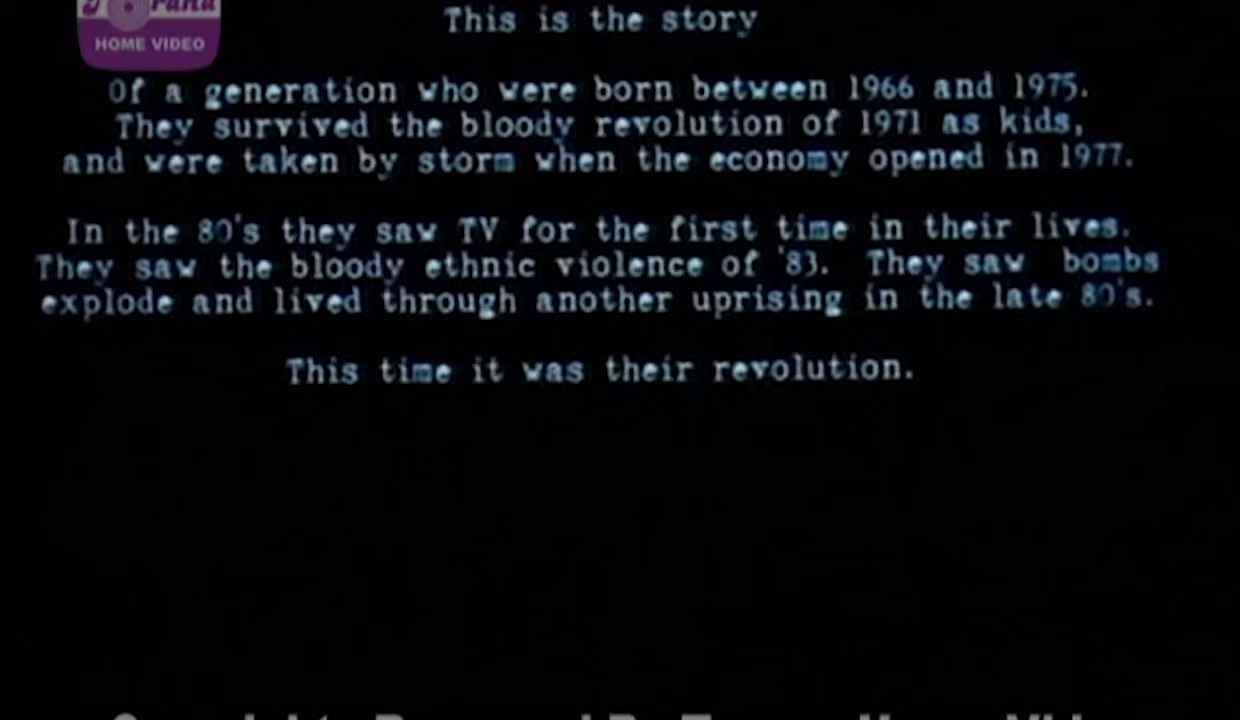 HOME VIDEO
This is the story
Of a generation who were born between 1966 and 1975.
They survived the bloody revolution of 1971 as kids,
and were taken by storm when the economy opened in 1977.
In the 80's they saw TV for the first time in their lives.
They saw the bloody ethnic violence of '83. They saw bombs
explode and lived through another uprising in the late 80's.
This time it was their revolution.